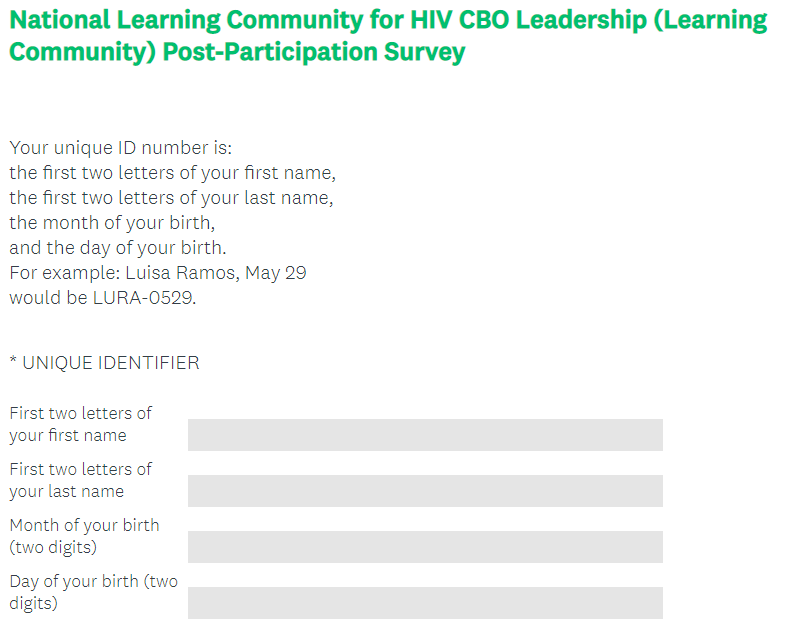 National Learning Community for HIV CBO Leadership (Learning
Community) Post-Participation Survey
Your unique ID number is:
the first two letters of your first name,
the first two letters of your last name,
the month of your birth,
and the day of your birth.
For example: Luisa Ramos, May 29
would be LURA-0529.
* UNIQUE IDENTIFIER
First two letters of
your first name
First two letters of
your last name
Month of your birth
(two digits)
Day of your birth (two
digits)